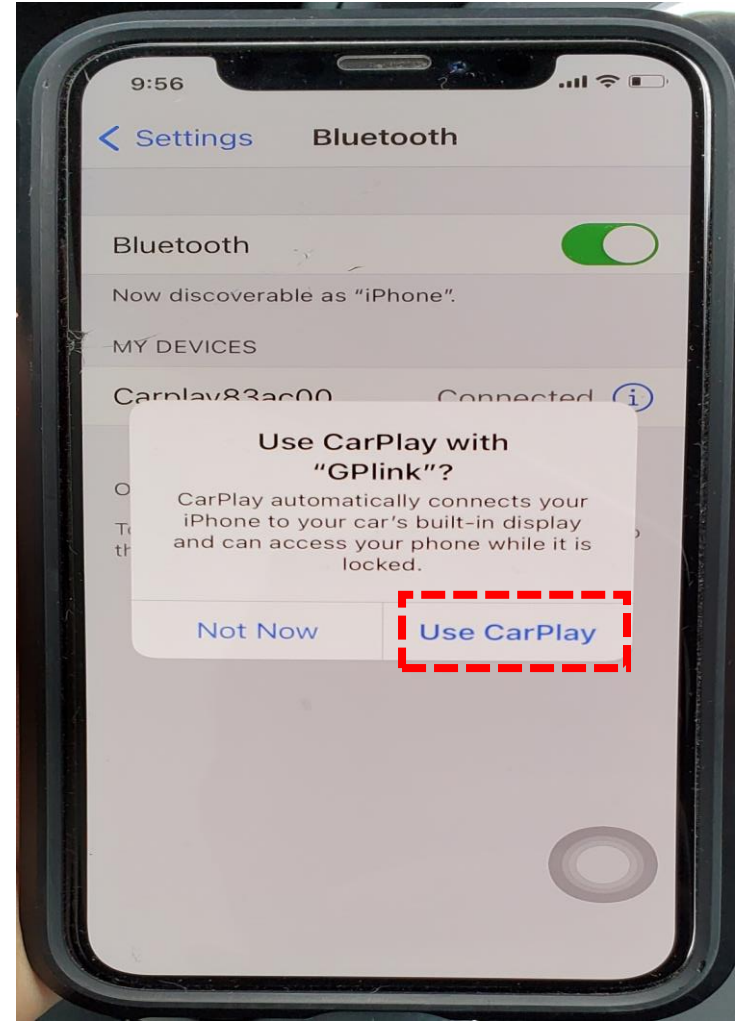 9:56
Settings Bluetooth
Bluetooth
Now discoverable as “iPhone”.
MY DEVICES
Carplay83ac00 Connected
Use CarPlay with
“GPlink”?
CarPlay automatically connects your
iPhone to your car's built-in display
and can access your phone while it is
locked.
Not Now Use CarPlay